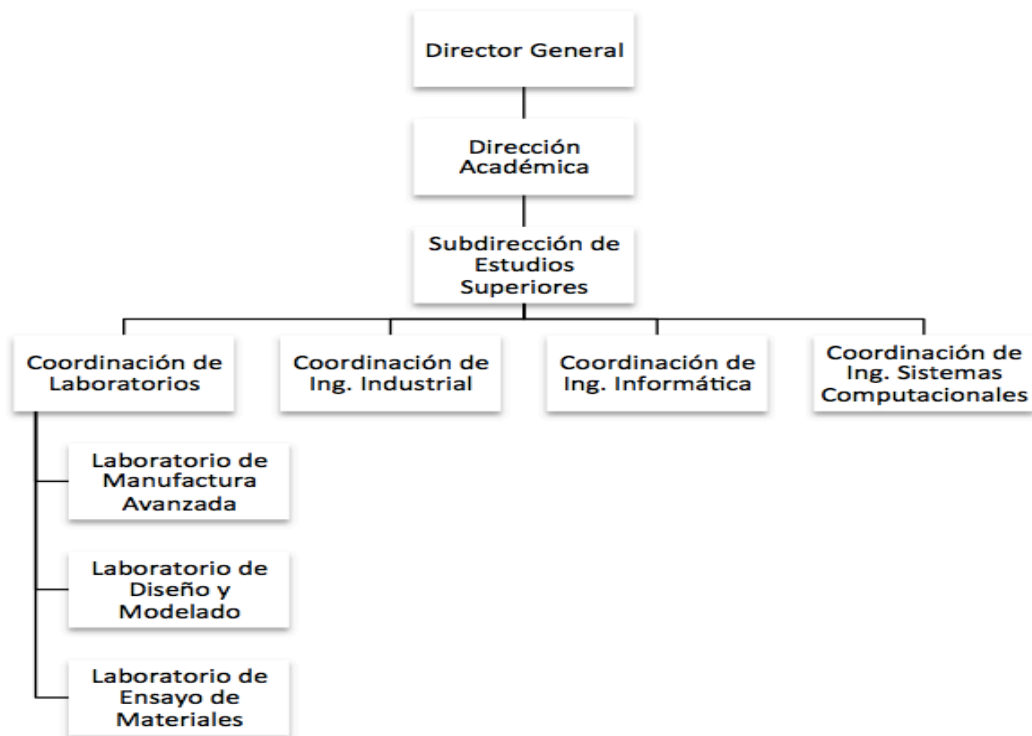 Director General
Dirección
Académica
Subdirección de
Estudios
Superiores
Coordinación de
Laboratorios
Coordinación de
Ing. Industrial
Coordinación de
Ing. Informática
Coordinación de
Ing. Sistemas
Computacionales
Laboratorio de
Manufactura
Avanzada
Laboratorio de
Diseño y
Modelado
Laboratorio de
Ensayo de
Materiales